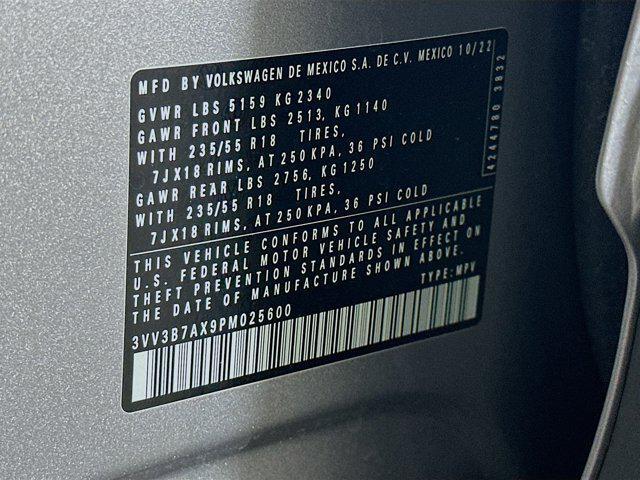 MFD BY VOLKSWAGEN DE MEXICO S.A. DE C.V. MEXICO 10/22
GVWR LBS 5159 KG 2340
GAWR FRONT LBS 2513, KG 1140
WITH 235/55 R18 TIRES,
7JX18 RIMS, AT 250 KPA, 36 PSI COLD
GAWR REAR LBS 2756, KG 1250
WITH 235/55 R18 TIRES,
7JX18 RIMS, AT 250 KPA, 36 PSI COLD
4244780 3832
THIS VEHICLE CONFORMS TO ALL APPLICABLE
U.S. FEDERAL MOTOR VEHICLE SAFETY AND
THEFT PREVENTION STANDARDS IN EFFECT ON
THE DATE OF MANUFACTURE SHOWN ABOVE.
3VV3B7AX9PM025600 TYPE: MPV